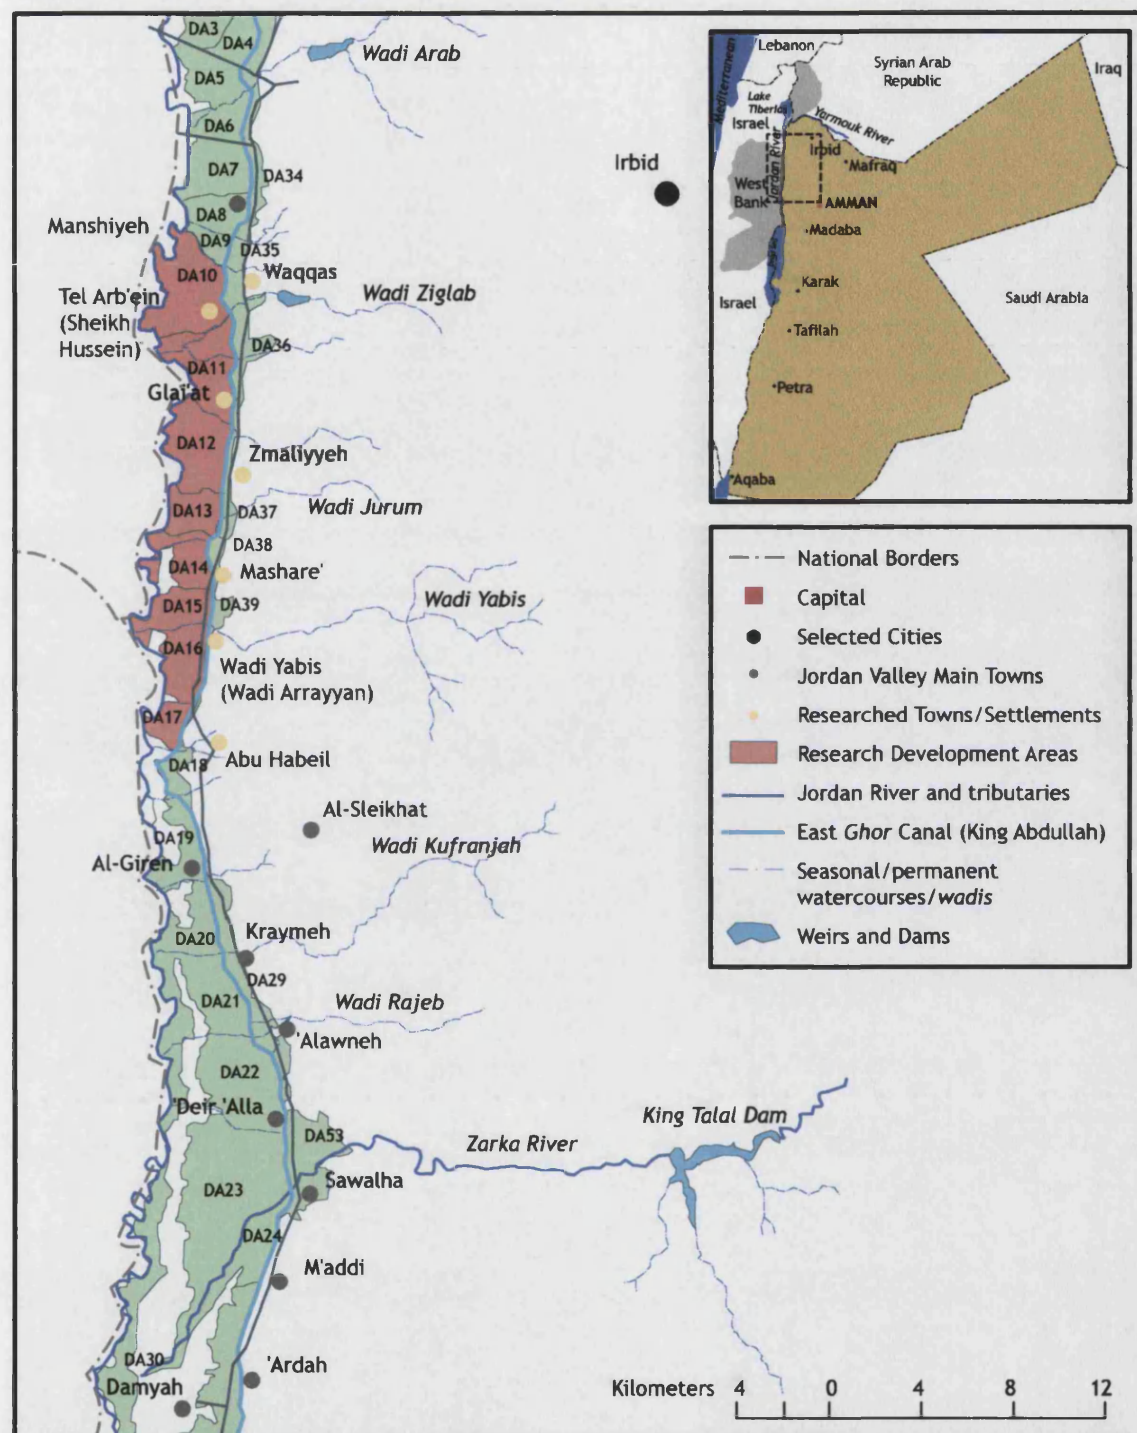 DA3
DA4
Wadi Arab
DA5
DA6
DA7
DA34
Irbid
DA8
Manshiyeh
DA9
DA35
DA10
Waqqas
Tel Arb'ein
(Sheikh
Hussein)
Wadi Ziglab
DA36
DA11
Glai'at
DA12
Zmaliyyeh
DA13
DA37
Wadi Jurum
DA38
DA14
Mashare'
DA15
DA39
Wadi Yabis
DA16
Wadi Yabis
(Wadi Arrayyan)
DA17
Abu Habeil
DA18
Al-Sleikhat
DA19
Wadi Kufranjah
Al-Giren
DA20
Kraymeh
DA29
DA21
Wadi Rajeb
'Alawneh
DA22
'Deir 'Alla
King Talal Dam
DA53
Zarka River
DA23
Sawalha
DA24
M'addi
DA30
'Ardah
Damyah
Kilometers 4 0 4 8 12
Mediterranean
Lebanon
Syrian Arab
Republic
Iraq
Lake
Tiberias
Israel
Yarmouk River
Jordan River
Irbid
Mafraq
West
Bank
AMMAN
Madaba
Karak
Israel
Saudi Arabia
Tafilah
Petra
Aqaba
National Borders
Capital
Selected Cities
Jordan Valley Main Towns
Researched Towns/Settlements
Research Development Areas
Jordan River and tributaries
East Ghor Canal (King Abdullah)
Seasonal/permanent
watercourses/wadis
Weirs and Dams